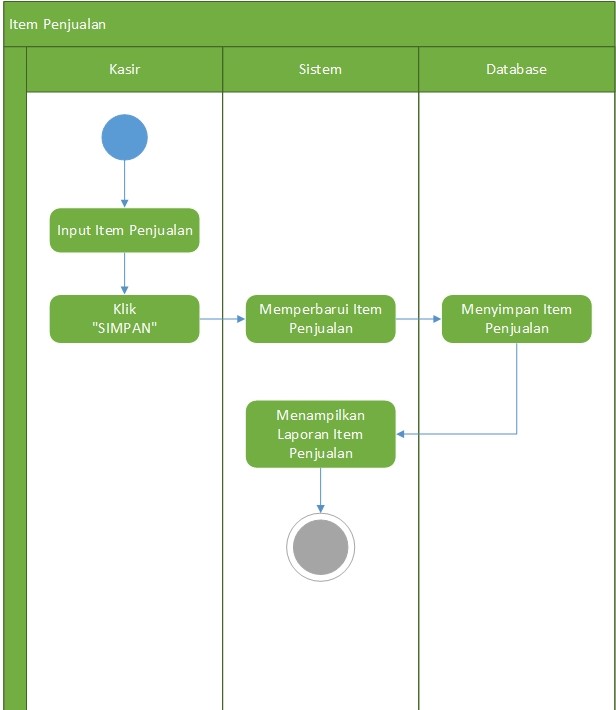 Item Penjualan
Kasir
Sistem
Database
Input Item Penjualan
Klik
"SIMPAN"
Memperbarui Item
Penjualan
Menyimpan Item
Penjualan
Menampilkan
Laporan Item
Penjualan